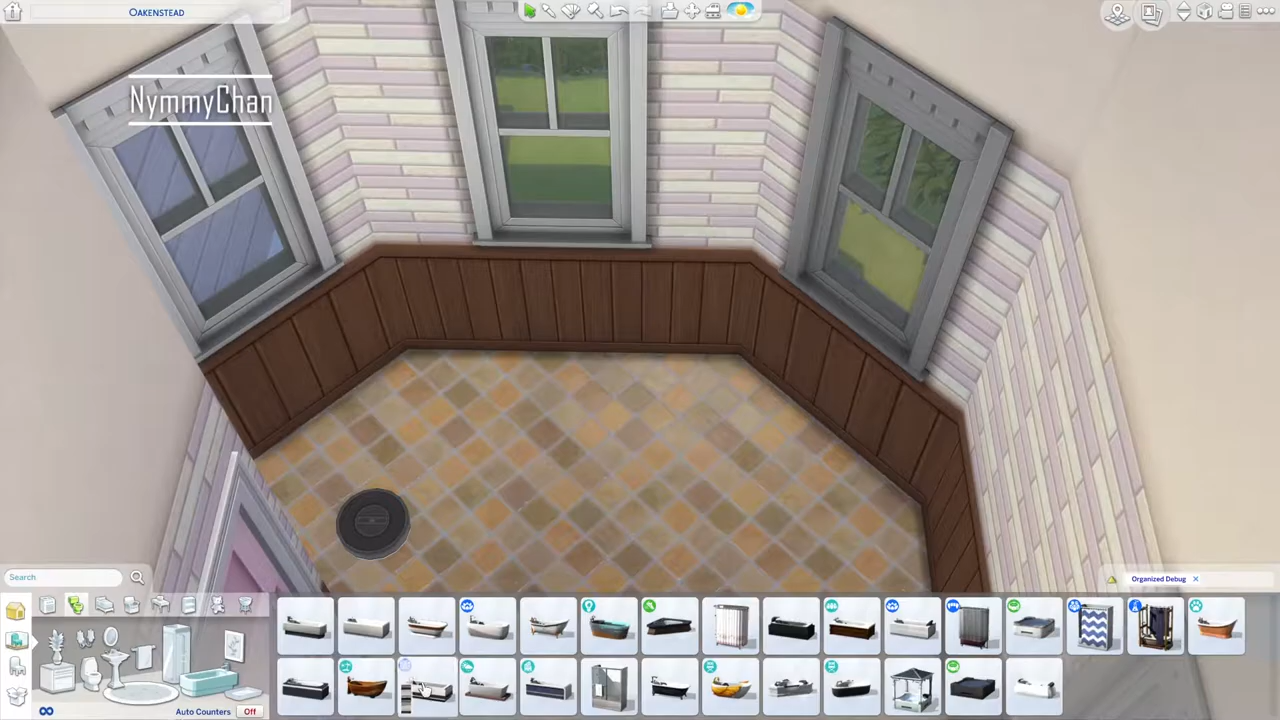 OAKENSTEAD
NymmyChan
Search
Organized Debug
Auto Counters
Off